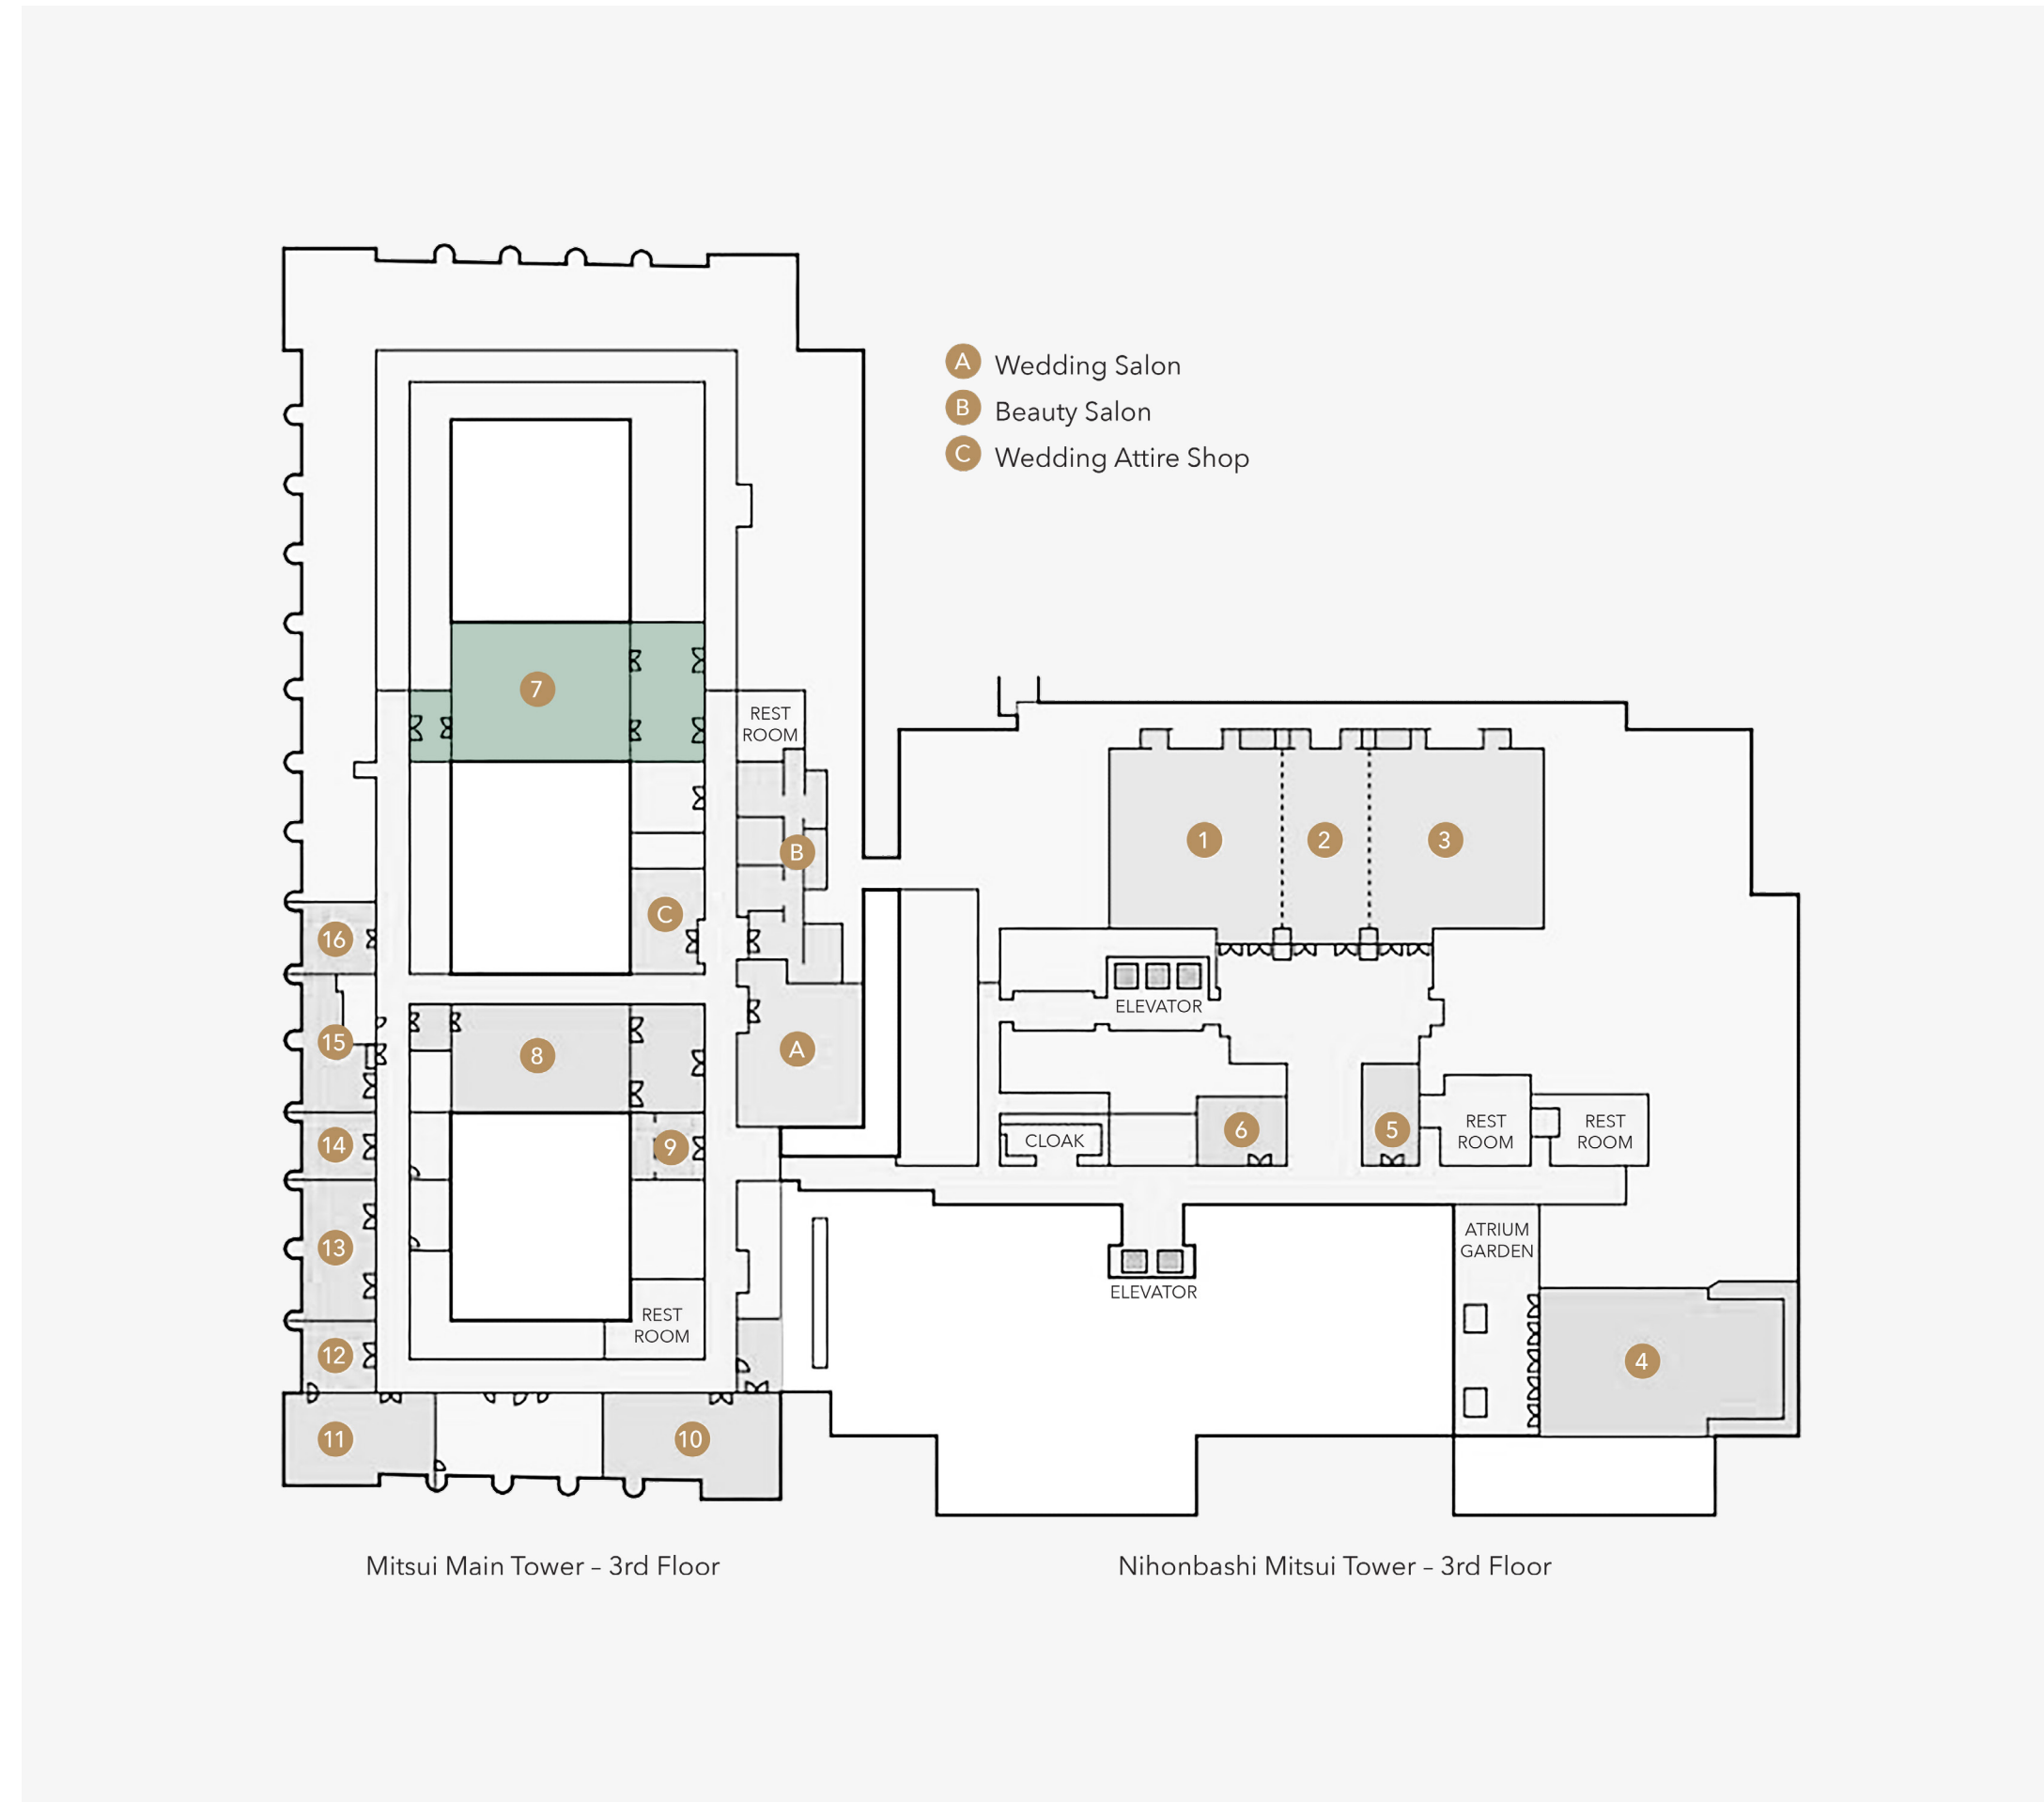 A Wedding Salon
B Beauty Salon
C Wedding Attire Shop
7
REST
ROOM
B
C
16
15
8
A
14
9
13
12
REST
ROOM
11
10
1
2
3
ELEVATOR
6
5
CLOAK
REST
ROOM
REST
ROOM
ATRIUM
GARDEN
ELEVATOR
4
Mitsui Main Tower – 3rd Floor
Nihonbashi Mitsui Tower – 3rd Floor